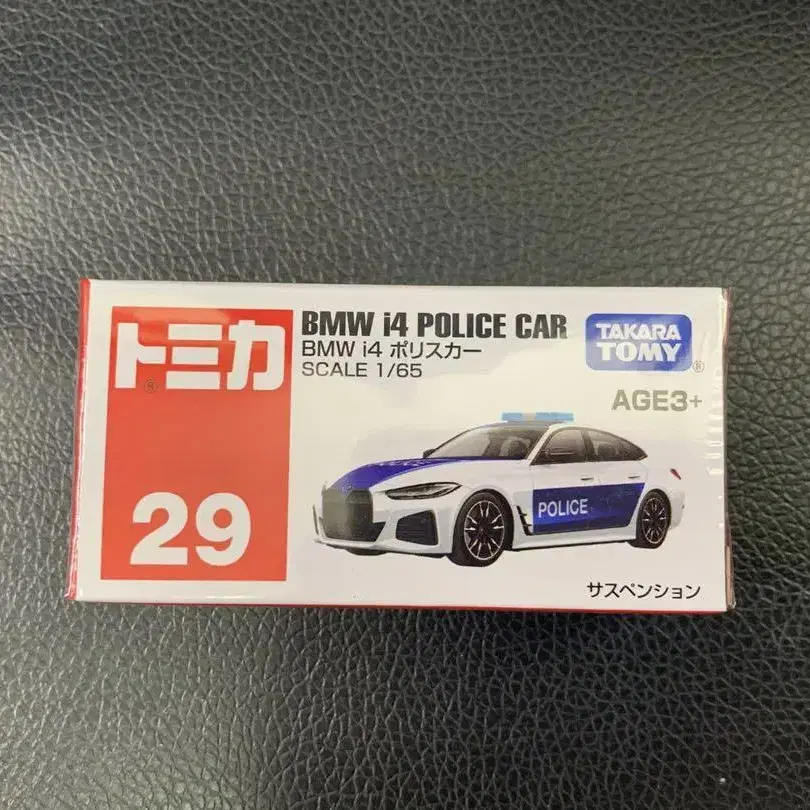 トミカ®
29
BMW i4 POLICE CAR
BMW i4 ポリスカー
SCALE 1/65
TAKARA
TOMY®
AGE3+
POLICE
サスペンション